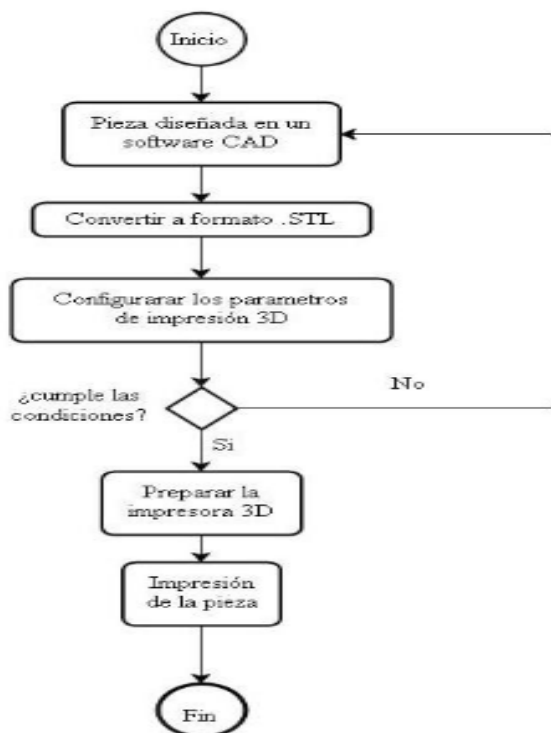 Inicio
Pieza diseñada en un
software CAD
Convertir a formato .STL
Configurarar los parametros
de impresión 3D
¿cumple las
condiciones?
No
Si
Preparar la
impresora 3D
Impresión
de la pieza
Fin